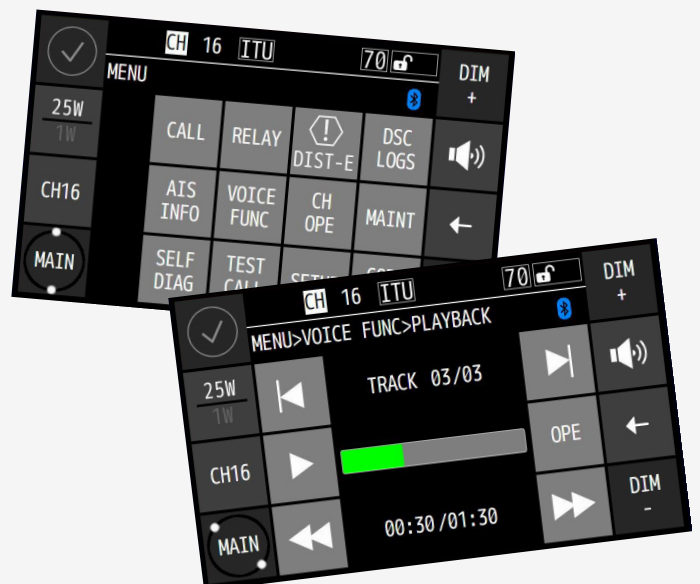 CH 16 ITU 70
DIM
+
MENU
25W
1W
CALL RELAY DIST-E DSC LOGS
CH16
AIS INFO VOICE FUNC CH OPE MAINT
MAIN
SELF DIAG TEST
CH 16 ITU 70
DIM
+
MENU>VOICE FUNC>PLAYBACK
25W
1W
TRACK 03/03
OPE
CH16
MAIN
00:30/01:30
DIM
-